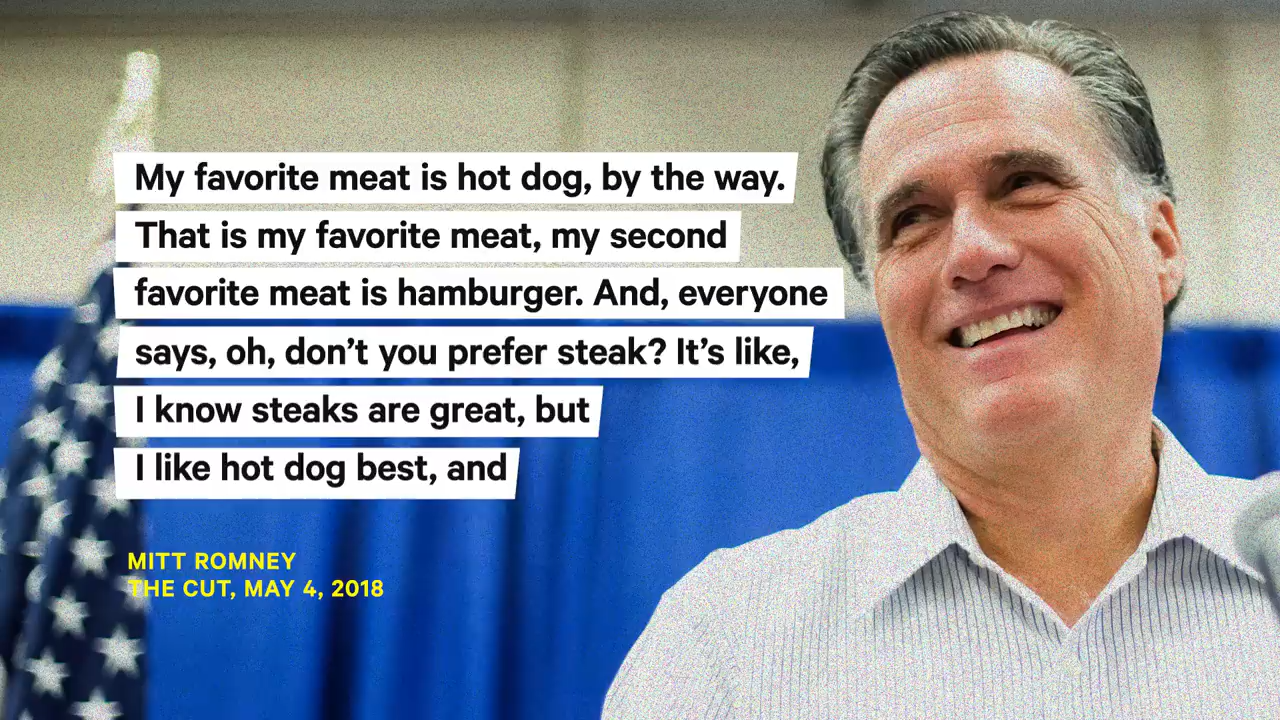 My favorite meat is hot dog, by the way.
That is my favorite meat, my second
favorite meat is hamburger. And, everyone
says, oh, don’t you prefer steak? It’s like,
I know steaks are great, but
I like hot dog best, and
MITT ROMNEY
THE CUT, MAY 4, 2018